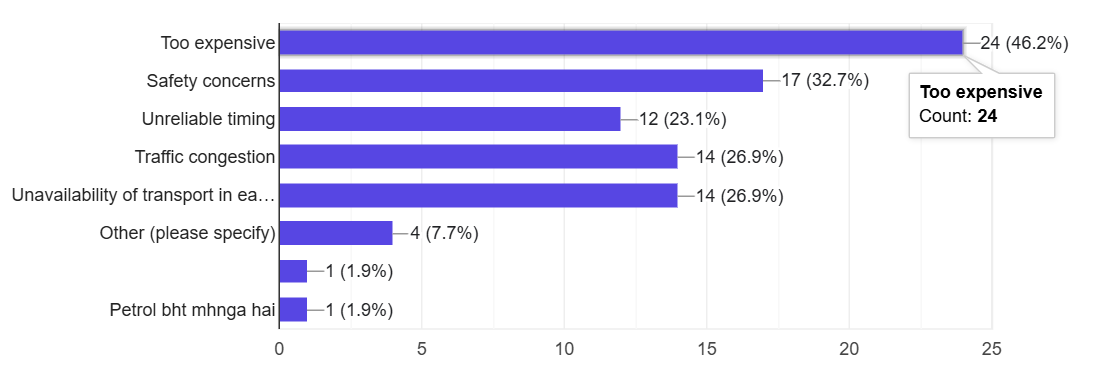 Too expensive 24 (46.2%)
Safety concerns 17 (32.7%)
Too expensive
Count: 24
Unreliable timing 12 (23.1%)
Traffic congestion 14 (26.9%)
Unavailability of transport in ea… 14 (26.9%)
Other (please specify) 4 (7.7%)
1 (1.9%)
Petrol bht mhnga hai 1 (1.9%)
0 5 10 15 20 25